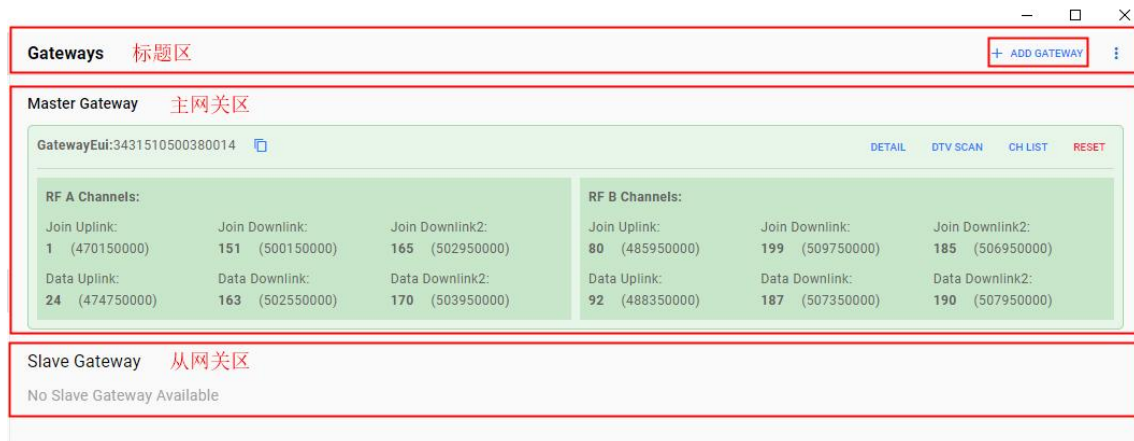 Gateways 标题区 + ADD GATEWAY
Master Gateway 主网关区
GatewayEui:3431510500380014 DETAIL DTV SCAN CH LIST RESET
RF A Channels: RF B Channels:
Join Uplink: Join Downlink: Join Downlink2: Join Uplink: Join Downlink: Join Downlink2:
1 (470150000) 151 (500150000) 165 (502950000) 80 (485950000) 199 (509750000) 185 (506950000)
Data Uplink: Data Downlink: Data Downlink2: Data Uplink: Data Downlink: Data Downlink2:
24 (474750000) 163 (502550000) 170 (503950000) 92 (488350000) 187 (507350000) 190 (507950000)
Slave Gateway 从网关区
No Slave Gateway Available